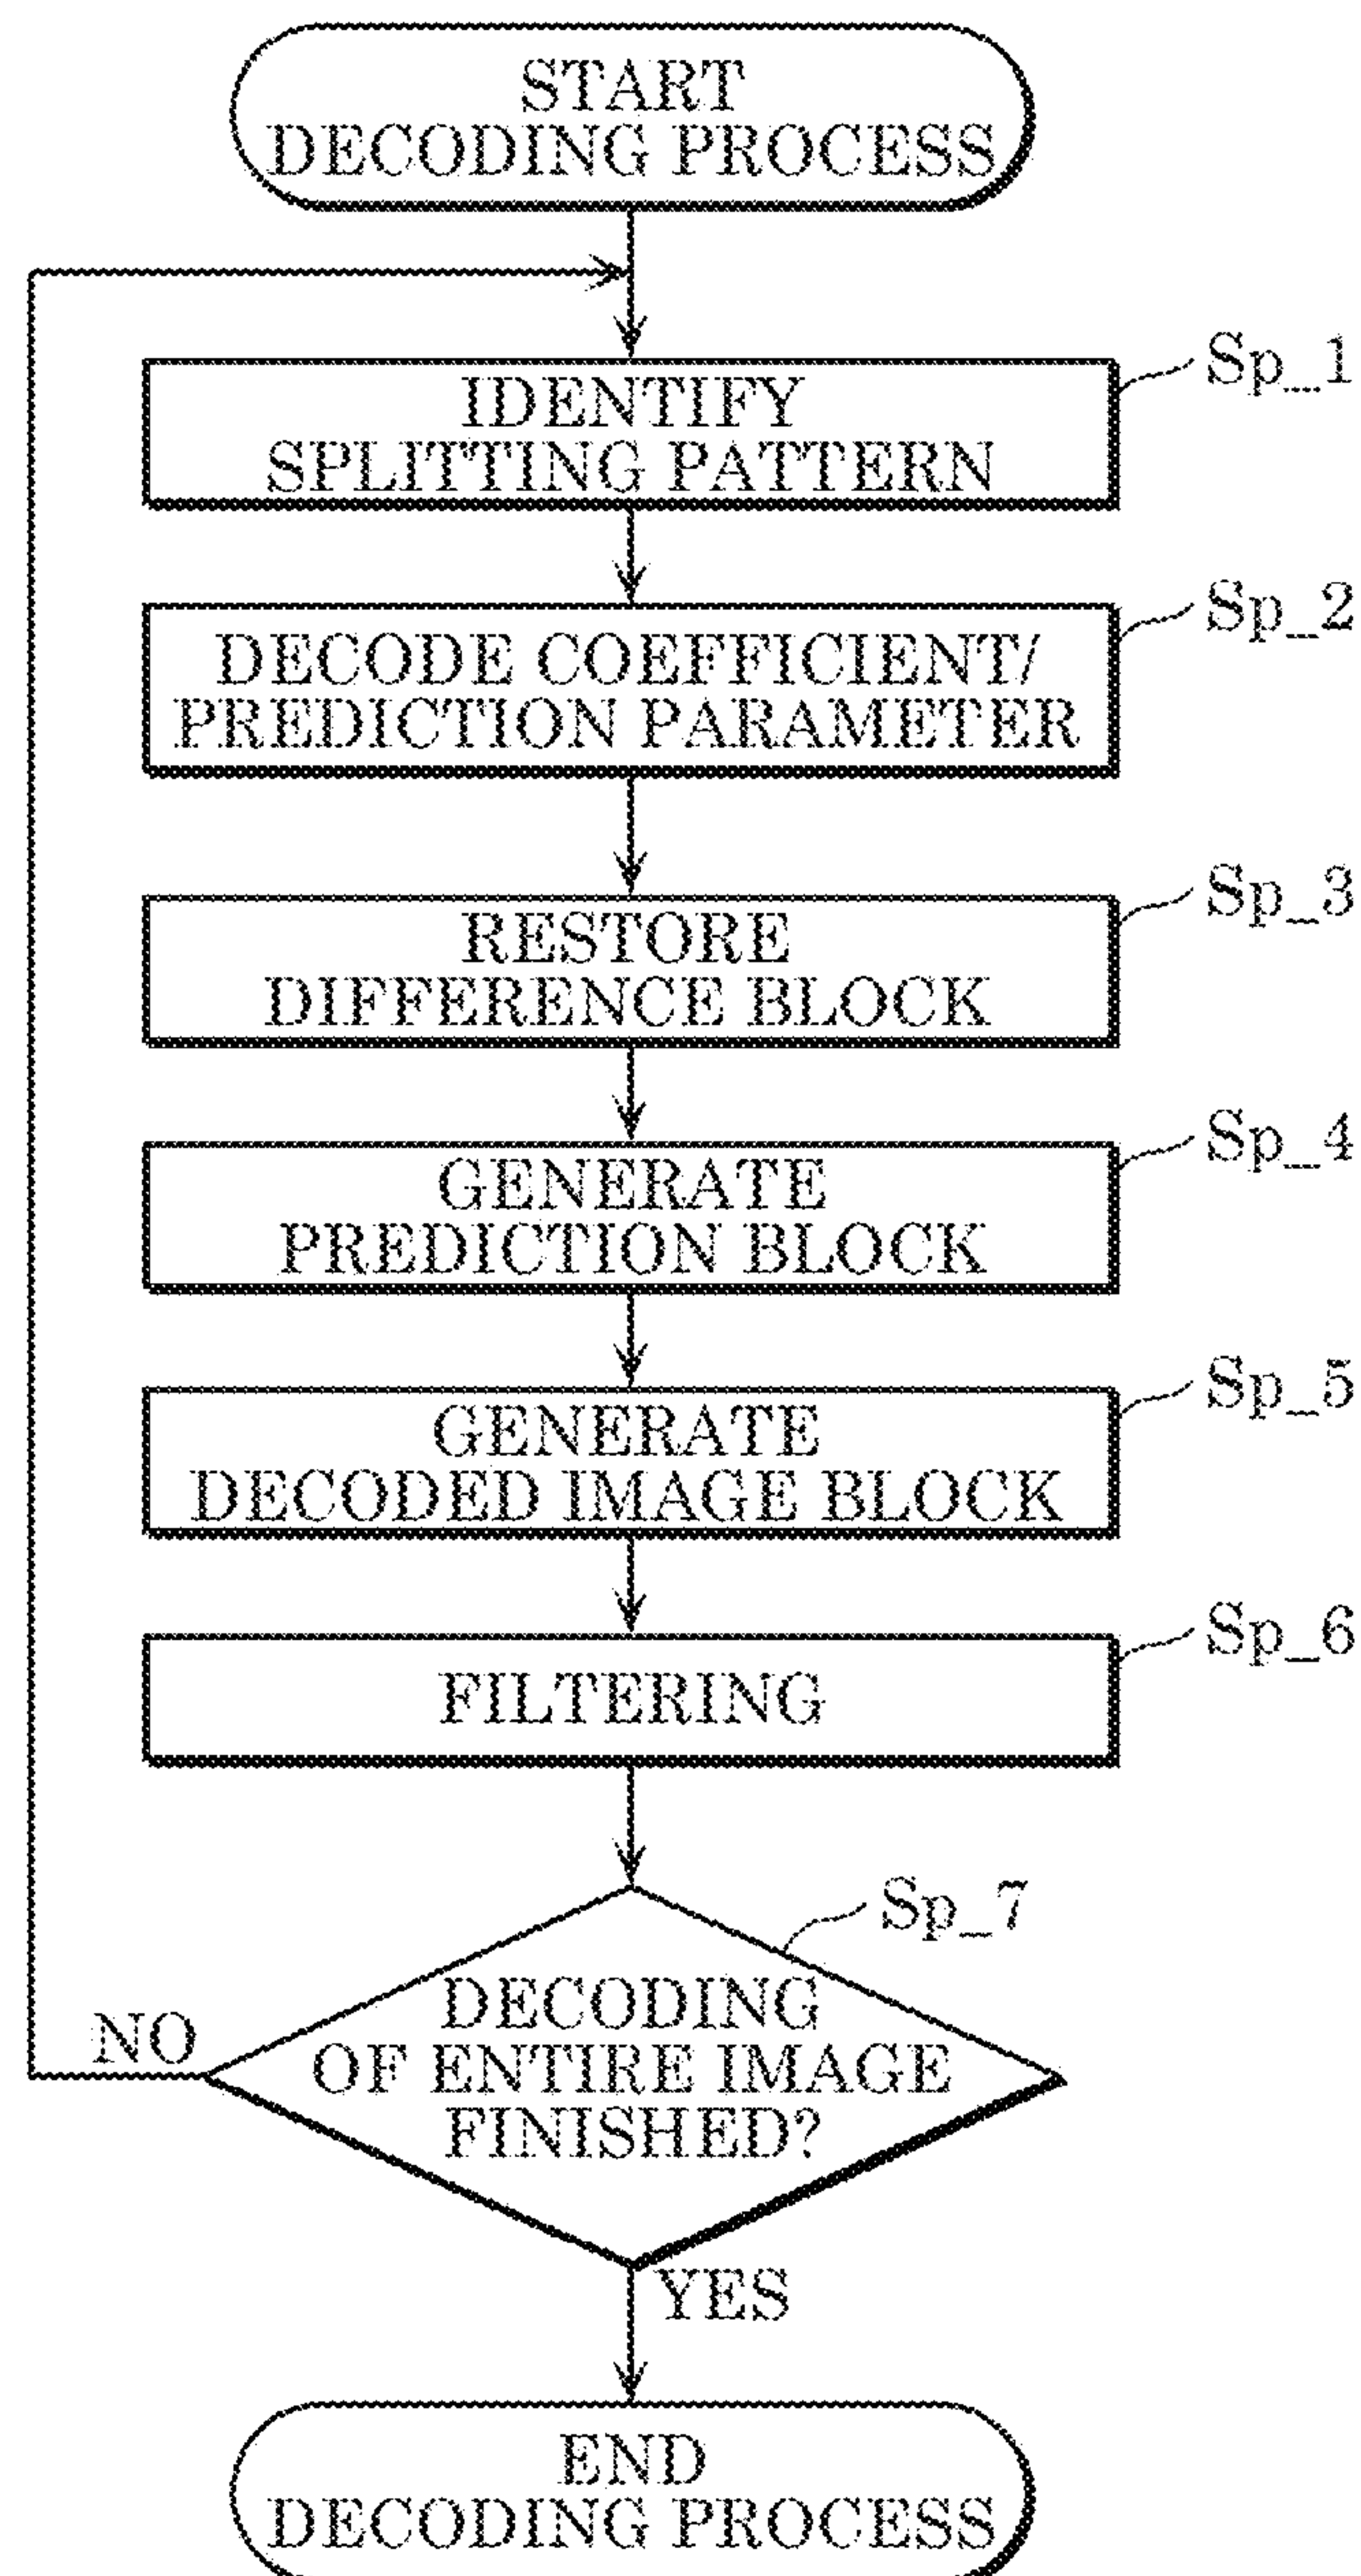 START
DECODING PROCESS
Sp_1
IDENTIFY
SPLITTING PATTERN
Sp_2
DECODE COEFFICIENT/
PREDICTION PARAMETER
Sp_3
RESTORE
DIFFERENCE BLOCK
Sp_4
GENERATE
PREDICTION BLOCK
Sp_5
GENERATE
DECODED IMAGE BLOCK
Sp_6
FILTERING
Sp_7
DECODING
OF ENTIRE IMAGE
FINISHED?
NO
YES
END
DECODING PROCESS